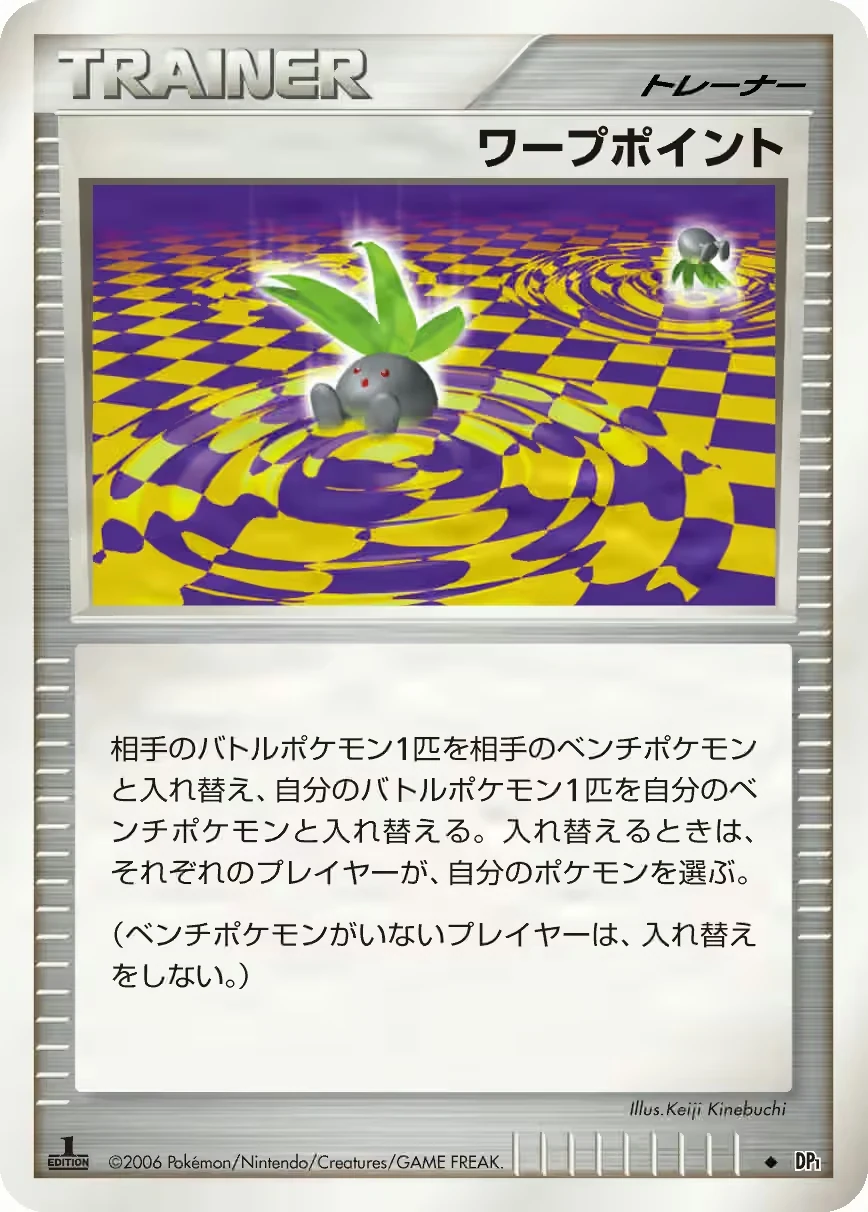 TRAINER
トレーナー
ワープポイント
相手のバトルポケモン1匹を相手のベンチポケモン
と入れ替え、自分のバトルポケモン1匹を自分のベ
ンチポケモンと入れ替える。入れ替えるときは、
それぞれのプレイヤーが、自分のポケモンを選ぶ。
（ベンチポケモンがいないプレイヤーは、入れ替え
をしない。）
Illus.Keiji Kinebuchi
1
EDITION
©2006 Pokémon/Nintendo/Creatures/GAME FREAK.
◆ DP1